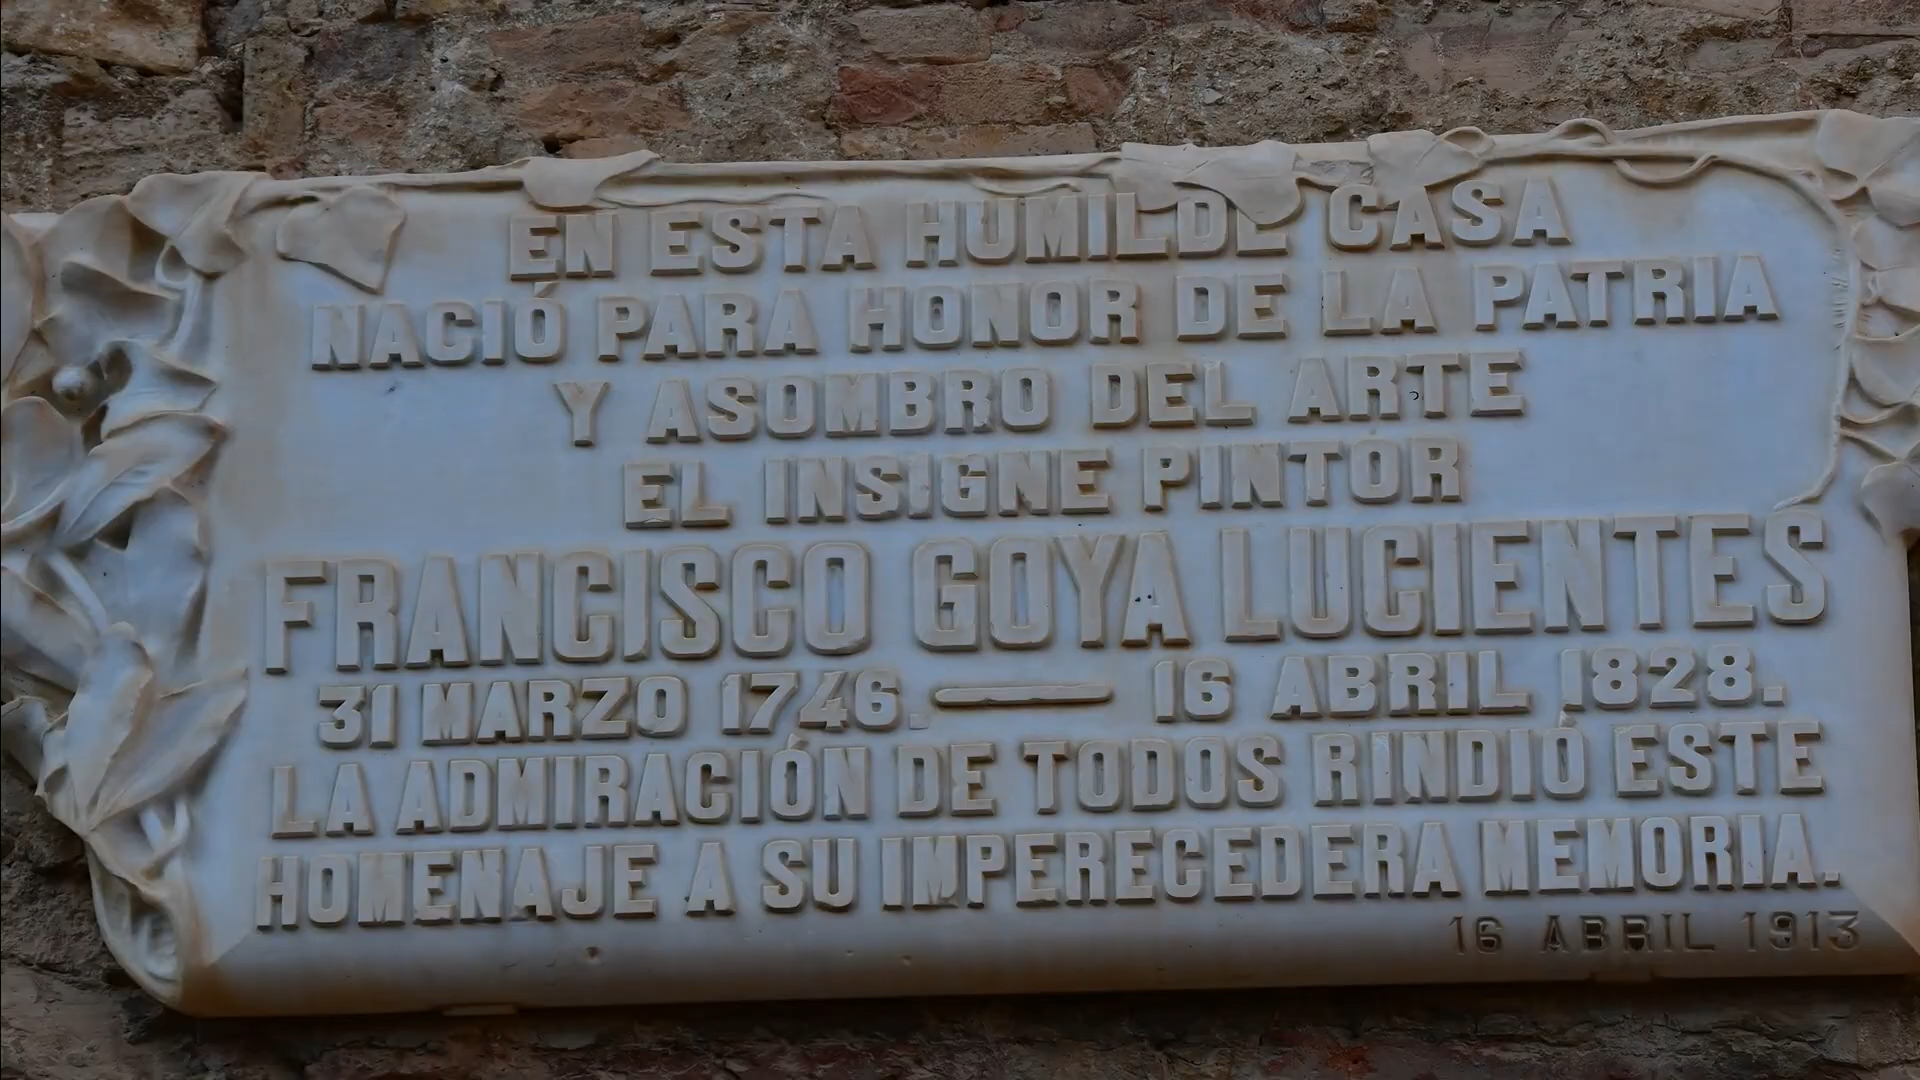 EN ESTA HUMILDE CASA
NACIÓ PARA HONOR DE LA PATRIA
Y ASOMBRO DEL ARTE
EL INSIGNE PINTOR
FRANCISCO GOYA LUCIENTES
31 MARZO 1746. — 16 ABRIL 1828.
LA ADMIRACIÓN DE TODOS RINDIÓ ESTE
HOMENAJE A SU IMPERECEDERA MEMORIA.
16 ABRIL 1913